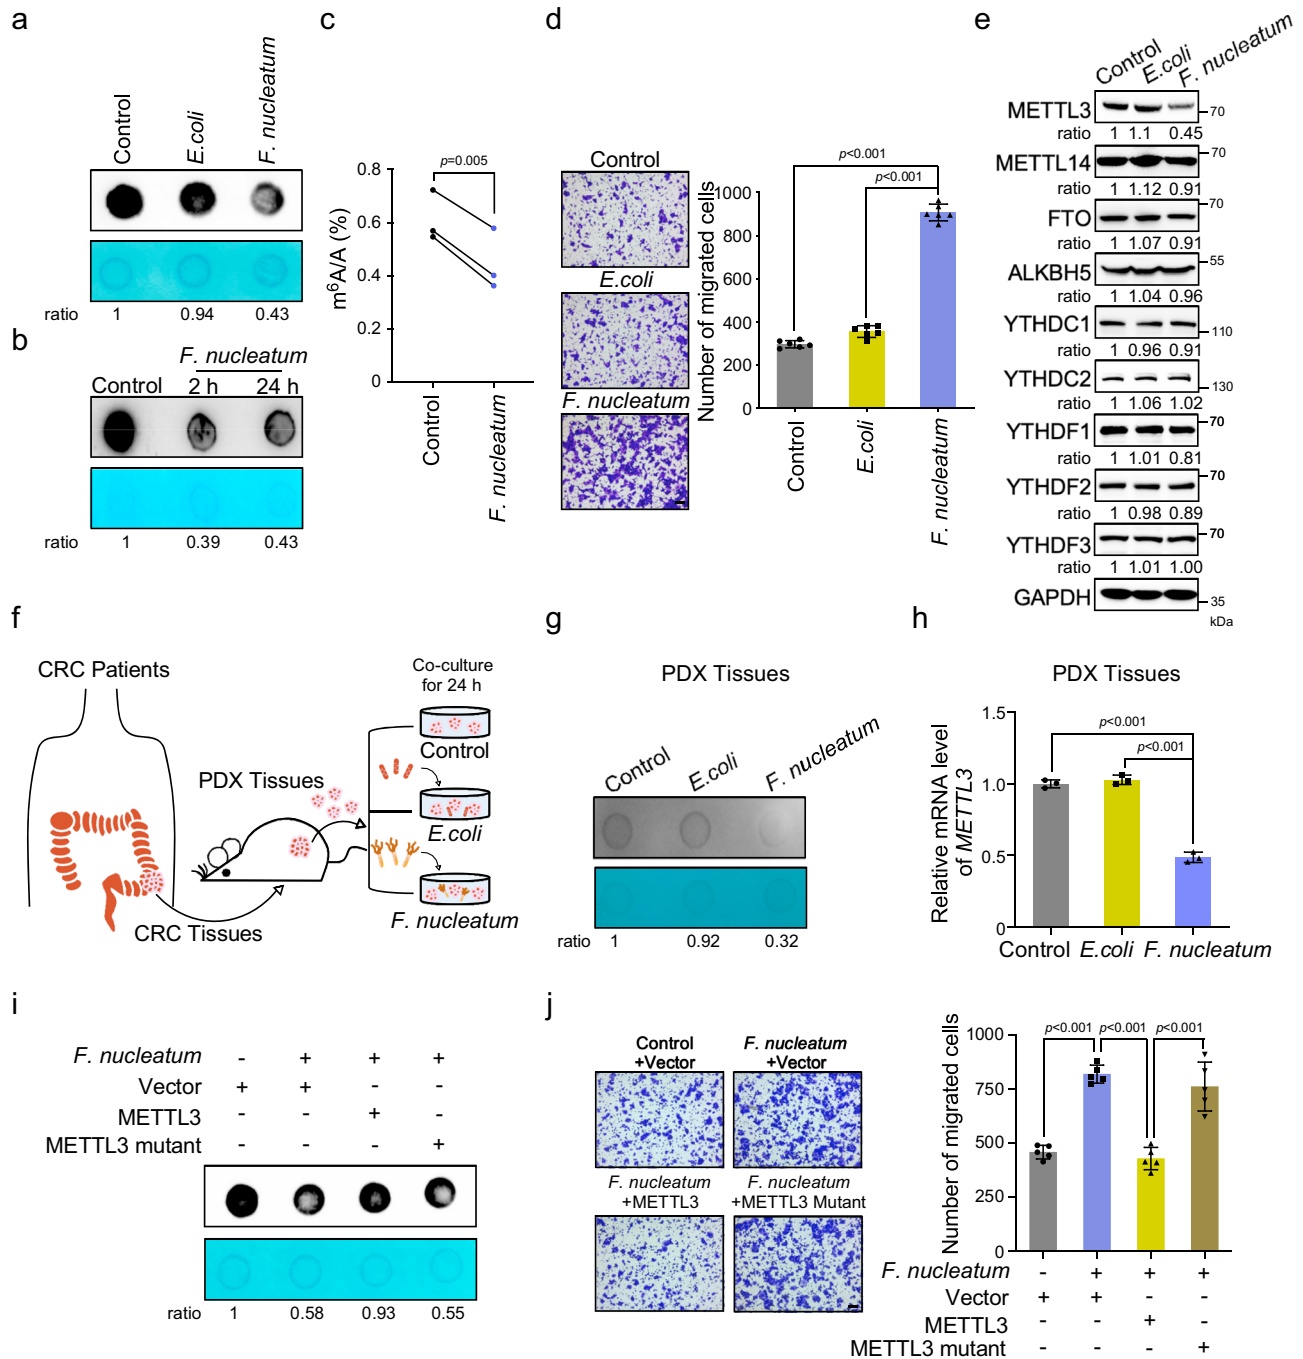 a
Control
E.coli
F. nucleatum
ratio 1 0.94 0.43
b
F. nucleatum
Control 2 h 24 h
ratio 1 0.39 0.43
c
p=0.005
m⁶A/A (%)
0.8
0.6
0.4
0.2
0
Control
F. nucleatum
d
Control
E.coli
F. nucleatum
p<0.001
p<0.001
Number of migrated cells
1000
800
600
400
200
0
Control
E.coli
F. nucleatum
e
Control E.coli F. nucleatum
METTL3 70
ratio 1 1.1 0.45
METTL14 70
ratio 1 1.12 0.91
FTO 70
ratio 1 1.07 0.91
ALKBH5 55
ratio 1 1.04 0.96
YTHDC1 110
ratio 1 0.96 0.91
YTHDC2 130
ratio 1 1.06 1.02
YTHDF1 70
ratio 1 1.01 0.81
YTHDF2 70
ratio 1 0.98 0.89
YTHDF3 70
ratio 1 1.01 1.00
GAPDH 35
kDa
f
CRC Patients
PDX Tissues
CRC Tissues
Co-culture
for 24 h
Control
E.coli
F. nucleatum
g
PDX Tissues
Control E.coli F. nucleatum
ratio 1 0.92 0.32
h
PDX Tissues
p<0.001
p<0.001
Relative mRNA level
of METTL3
1.5
1.0
0.5
0
Control E.coli F. nucleatum
i
F. nucleatum - + + +
Vector + + - -
METTL3 - - + -
METTL3 mutant - - - +
ratio 1 0.58 0.93 0.55
j
Control
+Vector
F. nucleatum
+Vector
F. nucleatum
+METTL3
F. nucleatum
+METTL3 Mutant
p<0.001 p<0.001 p<0.001
Number of migrated cells
1000
750
500
250
0
F. nucleatum - + + +
Vector + + - -
METTL3 - - + -
METTL3 mutant - - - +